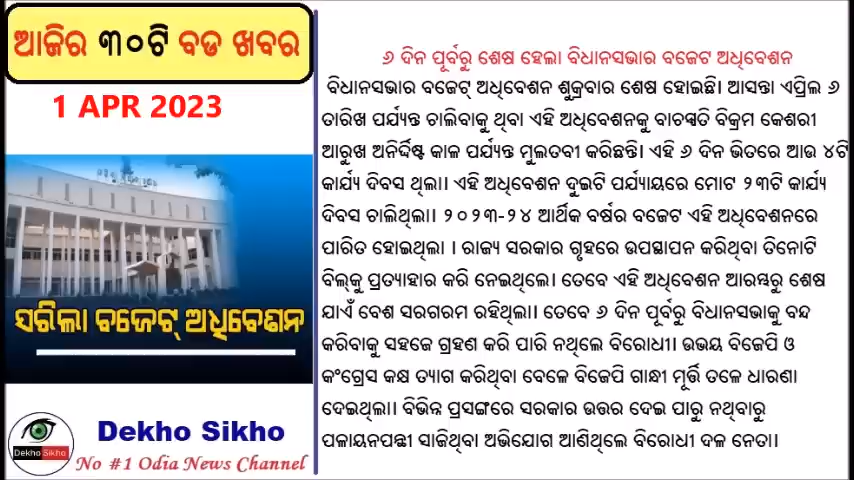 ଆଜିର ୩୦ଟି ବଡ ଖବର
1 APR 2023
ସରିଲା ବଜେଟ୍ ଅଧିବେଶନ
Dekho Sikho
Dekho Sikho
No #1 Odia News Channel
୬ ଦିନ ପୂର୍ବରୁ ଶେଷ ହେଲା ବିଧାନସଭାର ବଜେଟ ଅଧିବେଶନ
ବିଧାନସଭାର ବଜେଟ୍ ଅଧିବେଶନ ଶୁକ୍ରବାର ଶେଷ ହୋଇଛି। ଆସନ୍ତା ଏପ୍ରିଲ ୬
ତାରିଖ ପର୍ଯ୍ୟନ୍ତ ଚାଲିବାକୁ ଥିବା ଏହି ଅଧିବେଶନକୁ ବାଚସ୍ପତି ବିକ୍ରମ କେଶରୀ
ଆରୁଖ ଅନିର୍ଦ୍ଦିଷ୍ଟ କାଳ ପର୍ଯ୍ୟନ୍ତ ମୁଲତବୀ କରିଛନ୍ତି। ଏହି ୬ ଦିନ ଭିତରେ ଆଉ ୪ଟି
କାର୍ଯ୍ୟ ଦିବସ ଥିଲା। ଏହି ଅଧିବେଶନ ଦୁଇଟି ପର୍ଯ୍ୟାୟରେ ମୋଟ ୨୩ଟି କାର୍ଯ୍ୟ
ଦିବସ ଚାଲିଥିଲା। ୨୦୨୩-୨୪ ଆର୍ଥିକ ବର୍ଷର ବଜେଟ ଏହି ଅଧିବେଶନରେ
ପାରିତ ହୋଇଥିଲା । ରାଜ୍ୟ ସରକାର ଗୃହରେ ଉପସ୍ଥାପନ କରିଥିବା ତିନୋଟି
ବିଲ୍‌କୁ ପ୍ରତ୍ୟାହାର କରି ନେଇଥିଲେ। ତେବେ ଏହି ଅଧିବେଶନ ଆରମ୍ଭରୁ ଶେଷ
ଯାଏଁ ବେଶ ସରଗରମ ରହିଥିଲା। ତେବେ ୬ ଦିନ ପୂର୍ବରୁ ବିଧାନସଭାକୁ ବନ୍ଦ
କରିବାକୁ ସହଜେ ଗ୍ରହଣ କରି ପାରି ନଥିଲେ ବିରୋଧୀ। ଉଭୟ ବିଜେପି ଓ
କଂଗ୍ରେସ କକ୍ଷ ତ୍ୟାଗ କରିଥିବା ବେଳେ ବିଜେପି ଗାନ୍ଧୀ ମୂର୍ତ୍ତି ତଳେ ଧାରଣା
ଦେଇଥିଲା। ବିଭିନ୍ନ ପ୍ରସଙ୍ଗରେ ସରକାର ଉତ୍ତର ଦେଇ ପାରୁ ନଥିବାରୁ
ପଳାୟନପନ୍ଥୀ ସାଜିଥିବା ଅଭିଯୋଗ ଆଣିଥିଲେ ବିରୋଧୀ ଦଳ ନେତା।